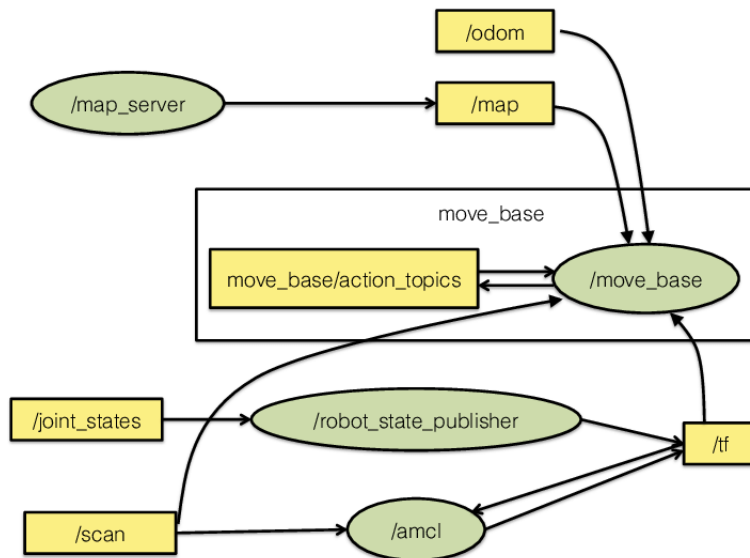 /odom
/map_server
/map
move_base
move_base/action_topics
/move_base
/joint_states
/robot_state_publisher
/tf
/scan
/amcl